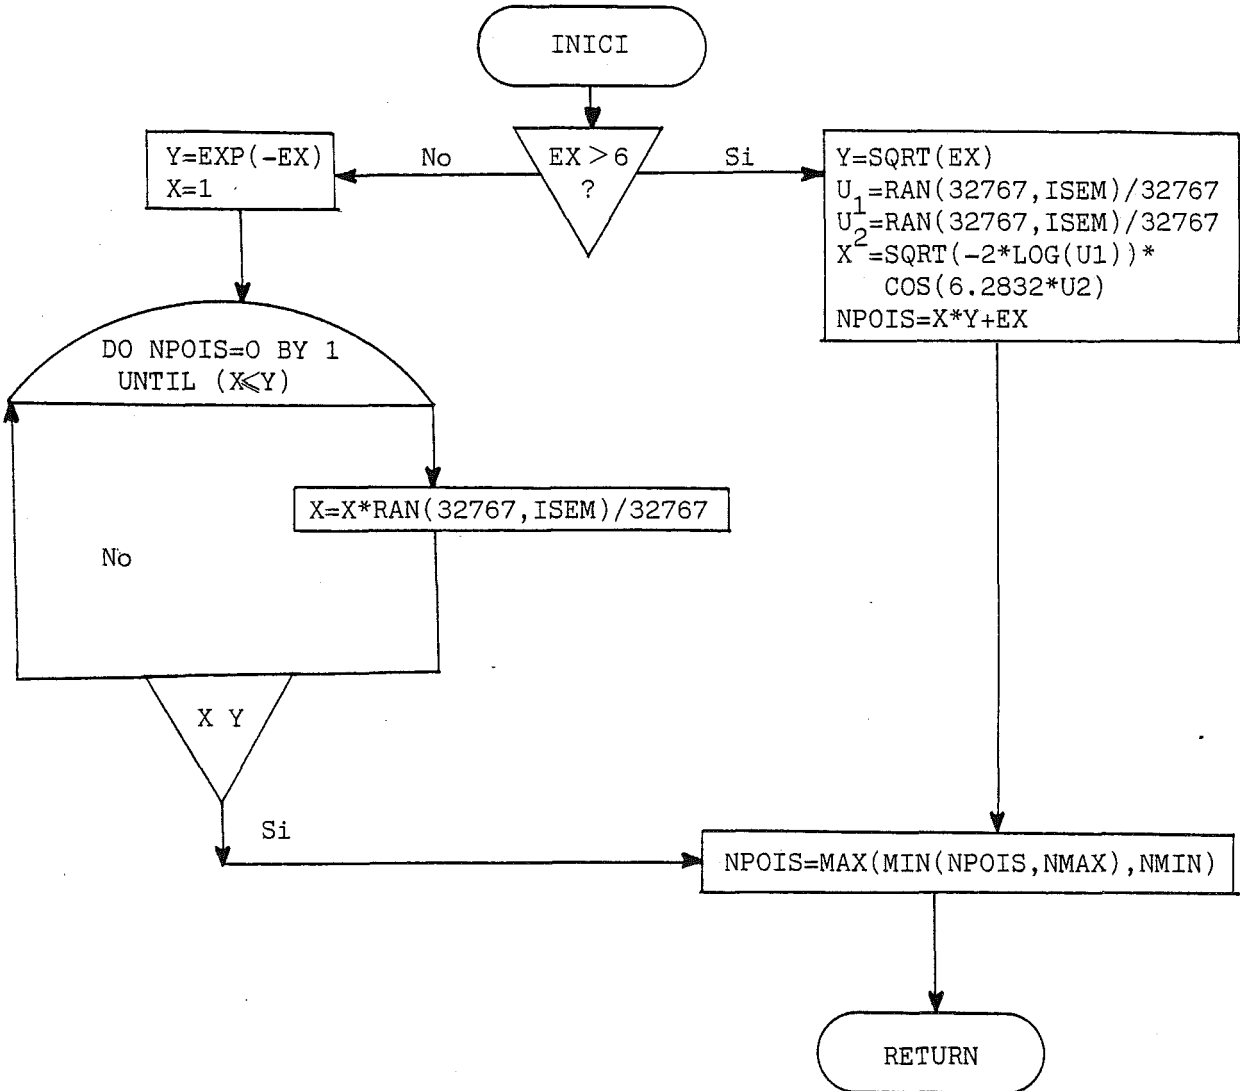 INICI
EX > 6
?
No
Si
Y=EXP(-EX)
X=1
Y=SQRT(EX)
U1=RAN(32767,ISEM)/32767
U2=RAN(32767,ISEM)/32767
X=SQRT(-2*LOG(U1))*
COS(6.2832*U2)
NPOIS=X*Y+EX
DO NPOIS=0 BY 1
UNTIL (X⩽Y)
X=X*RAN(32767,ISEM)/32767
No
X Y
Si
NPOIS=MAX(MIN(NPOIS,NMAX),NMIN)
RETURN